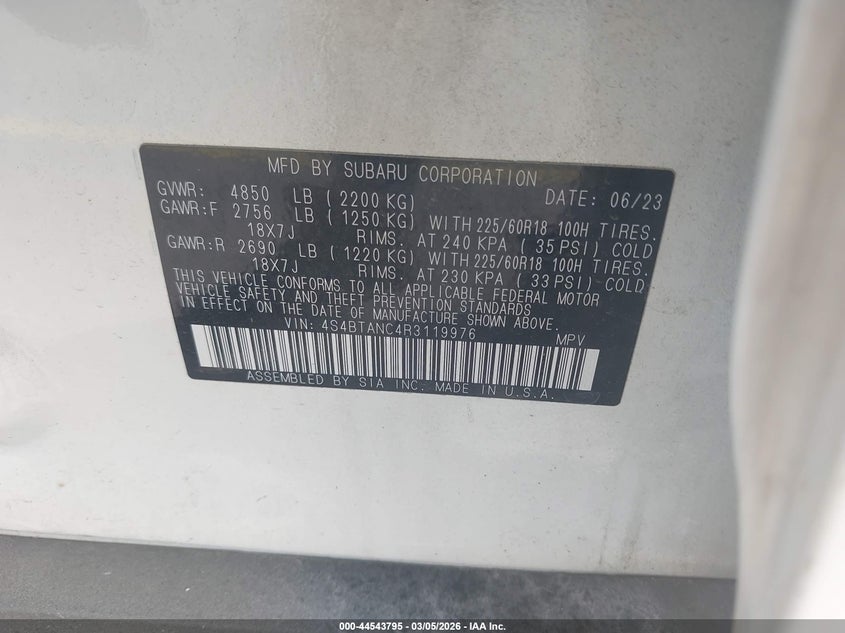 MFD BY SUBARU CORPORATION
GVWR: 4850 LB ( 2200 KG) DATE: 06/23
GAWR:F 2756 LB ( 1250 KG) WITH 225/60R18 100H TIRES.
18X7J RIMS. AT 240 KPA ( 35 PSI) COLD
GAWR:R 2690 LB ( 1220 KG) WITH 225/60R18 100H TIRES.
18X7J RIMS. AT 230 KPA ( 33 PSI) COLD.
THIS VEHICLE CONFORMS TO ALL APPLICABLE FEDERAL MOTOR
VEHICLE SAFETY AND THEFT PREVENTION STANDARDS
IN EFFECT ON THE DATE OF MANUFACTURE SHOWN ABOVE.
VIN: 4S4BTANC4R3119976 MPV
ASSEMBLED BY SIA INC. MADE IN U.S.A.
000-44543795 - 03/05/2026 - IAA Inc.